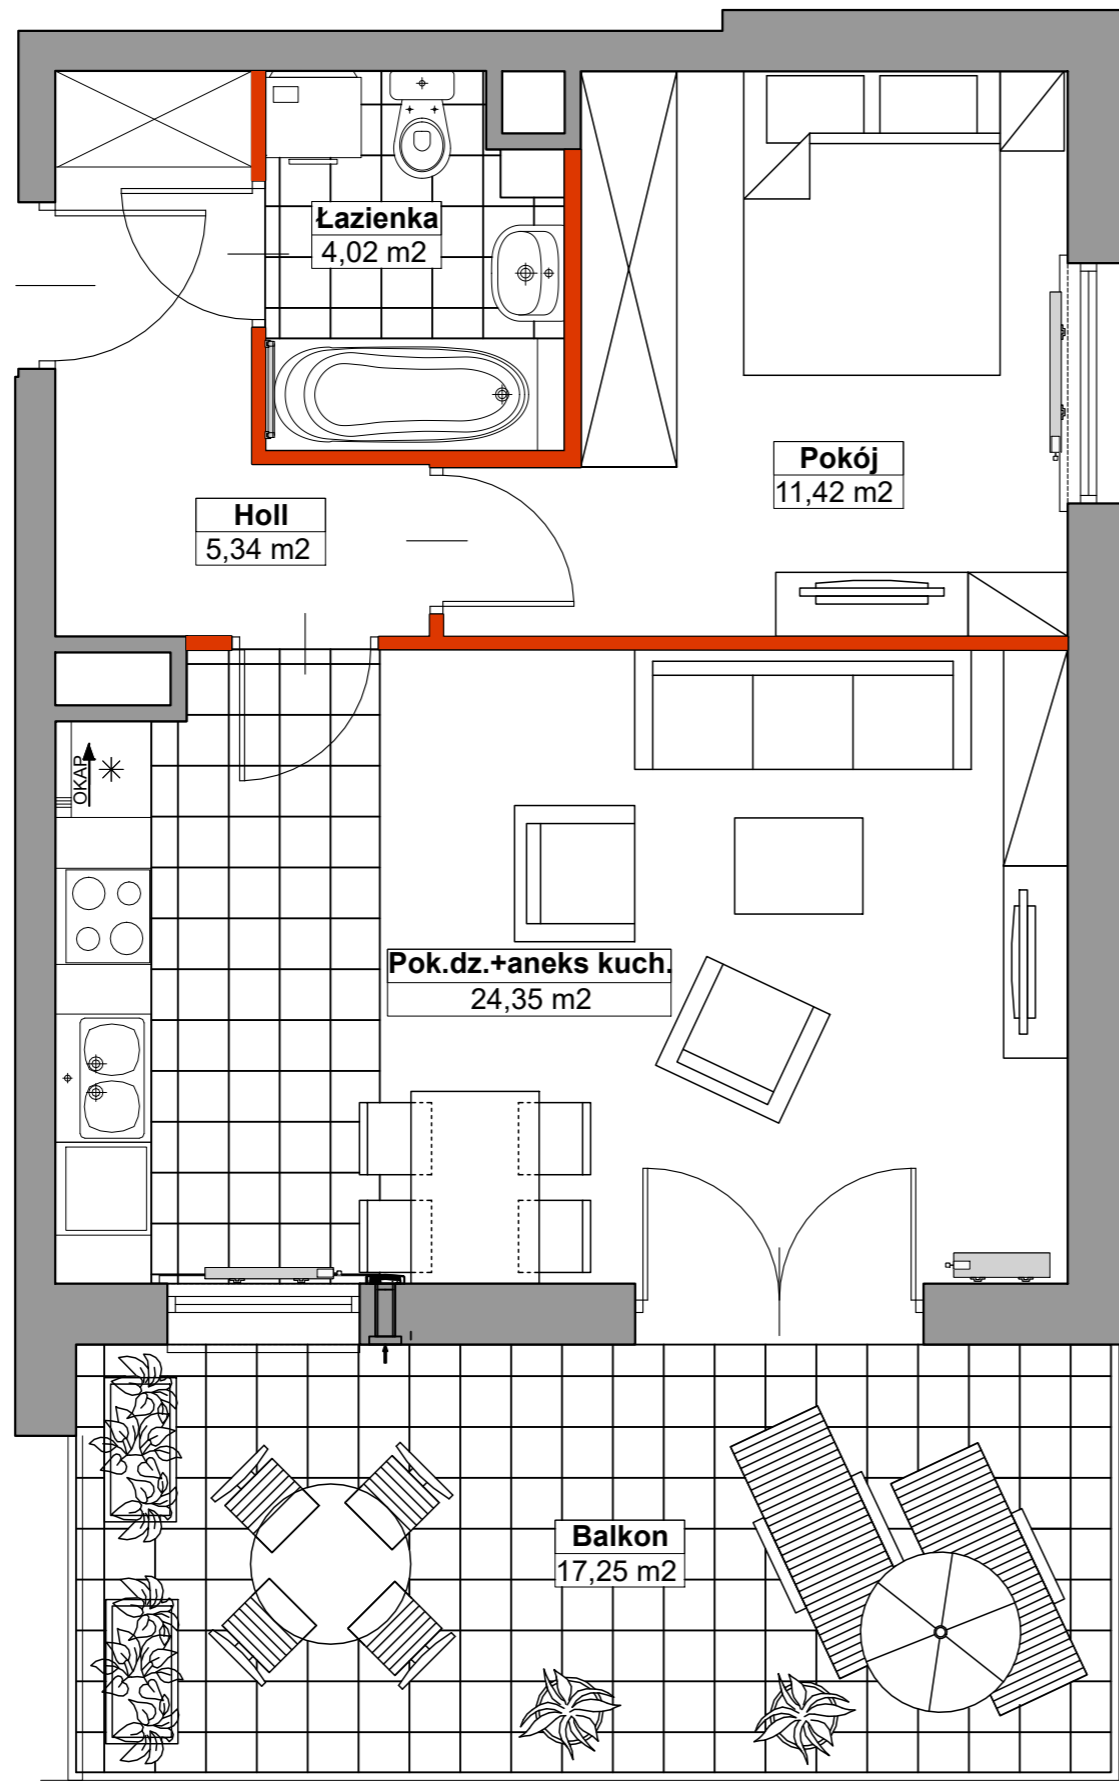 Łazienka
4,02 m2
Pokój
11,42 m2
Holl
5,34 m2
OKAP
Pok.dz.+aneks kuch.
24,35 m2
Balkon
17,25 m2